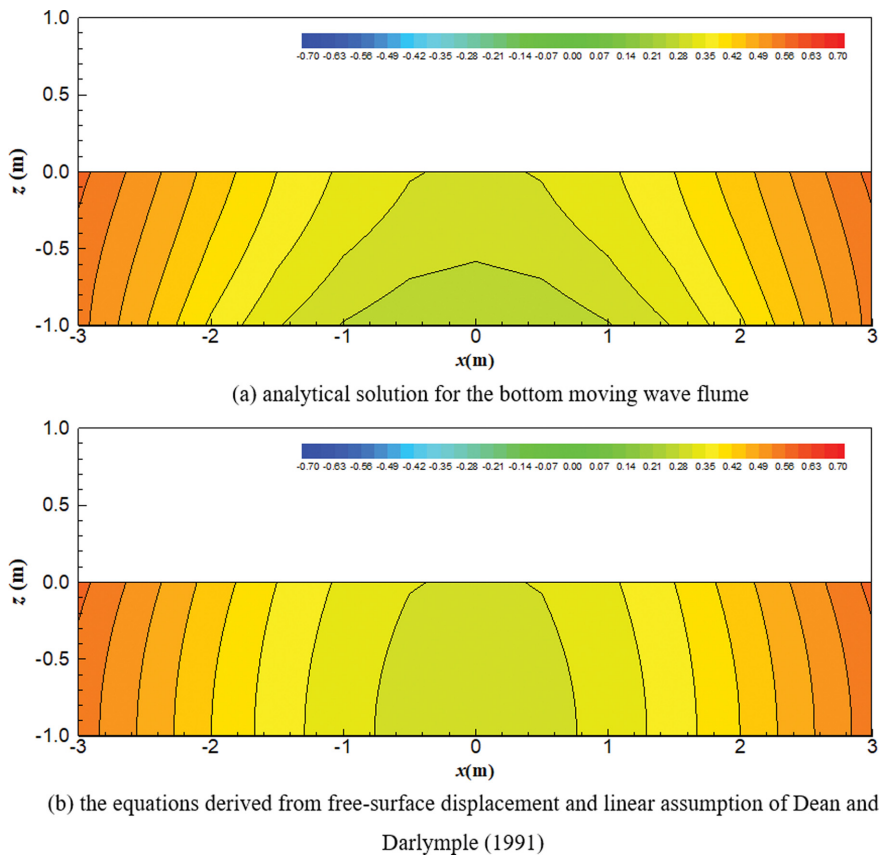 1.0
-0.70 -0.63 -0.56 -0.49 -0.42 -0.35 -0.28 -0.21 -0.14 -0.07 0.00 0.07 0.14 0.21 0.28 0.35 0.42 0.49 0.56 0.63 0.70
0.5
z (m)
0.0
-0.5
-1.0
-3 -2 -1 0 1 2 3
x(m)
(a) analytical solution for the bottom moving wave flume
1.0
-0.70 -0.63 -0.56 -0.49 -0.42 -0.35 -0.28 -0.21 -0.14 -0.07 0.00 0.07 0.14 0.21 0.28 0.35 0.42 0.49 0.56 0.63 0.70
0.5
z (m)
0.0
-0.5
-1.0
-3 -2 -1 0 1 2 3
x(m)
(b) the equations derived from free-surface displacement and linear assumption of Dean and
Darlymple (1991)